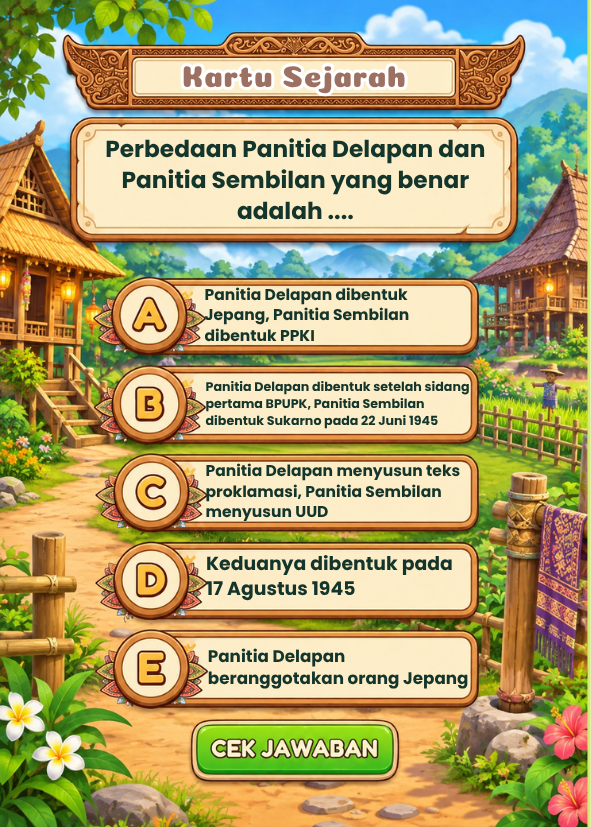 Kartu Sejarah
Perbedaan Panitia Delapan dan
Panitia Sembilan yang benar
adalah ....
A
Panitia Delapan dibentuk
Jepang, Panitia Sembilan
dibentuk PPKI
B
Panitia Delapan dibentuk setelah sidang
pertama BPUPK, Panitia Sembilan
dibentuk Sukarno pada 22 Juni 1945
C
Panitia Delapan menyusun teks
proklamasi, Panitia Sembilan
menyusun UUD
D
Keduanya dibentuk pada
17 Agustus 1945
E
Panitia Delapan
beranggotakan orang Jepang
CEK JAWABAN